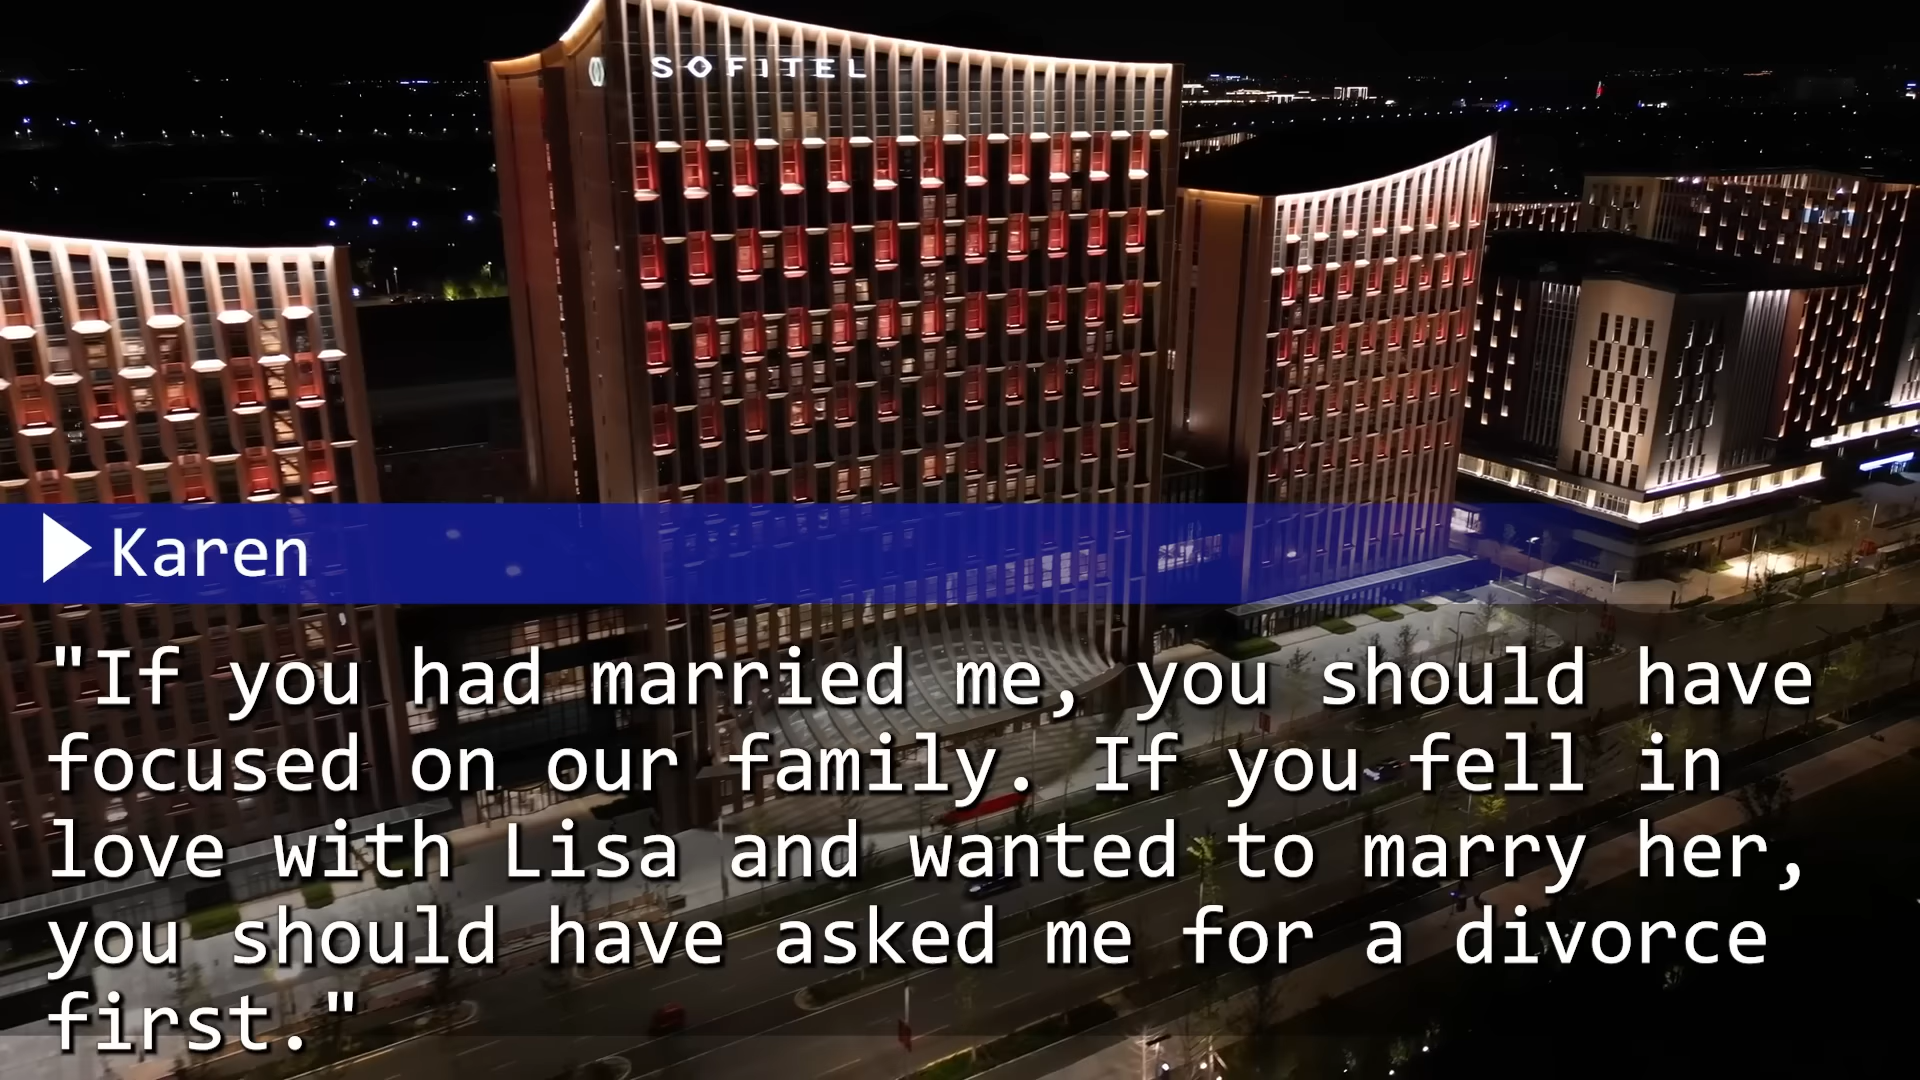 SOFITEL
Karen
"If you had married me, you should have
focused on our family. If you fell in
love with Lisa and wanted to marry her,
you should have asked me for a divorce
first."